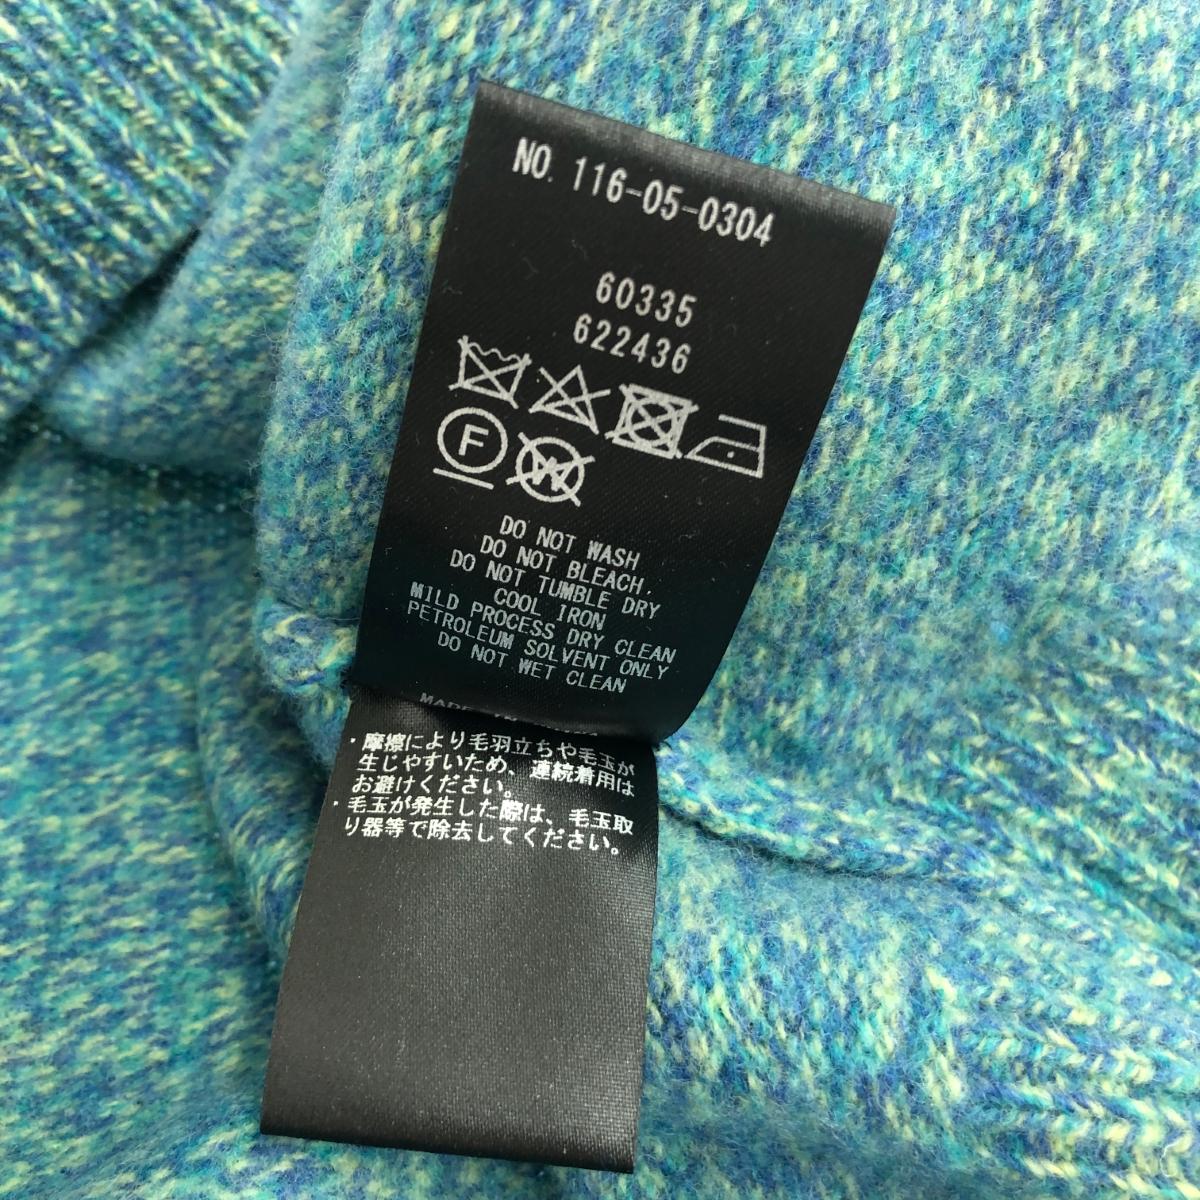 NO. 116-05-0304
60335
622436
F W
DO NOT WASH
DO NOT BLEACH.
DO NOT TUMBLE DRY
COOL IRON
MILD PROCESS DRY CLEAN
PETROLEUM SOLVENT ONLY
DO NOT WET CLEAN
MADE
・摩擦により毛羽立ちや毛玉が
生じやすいため、連続着用は
お避けください。
・毛玉が発生した際は、毛玉取
り器等で除去してください。